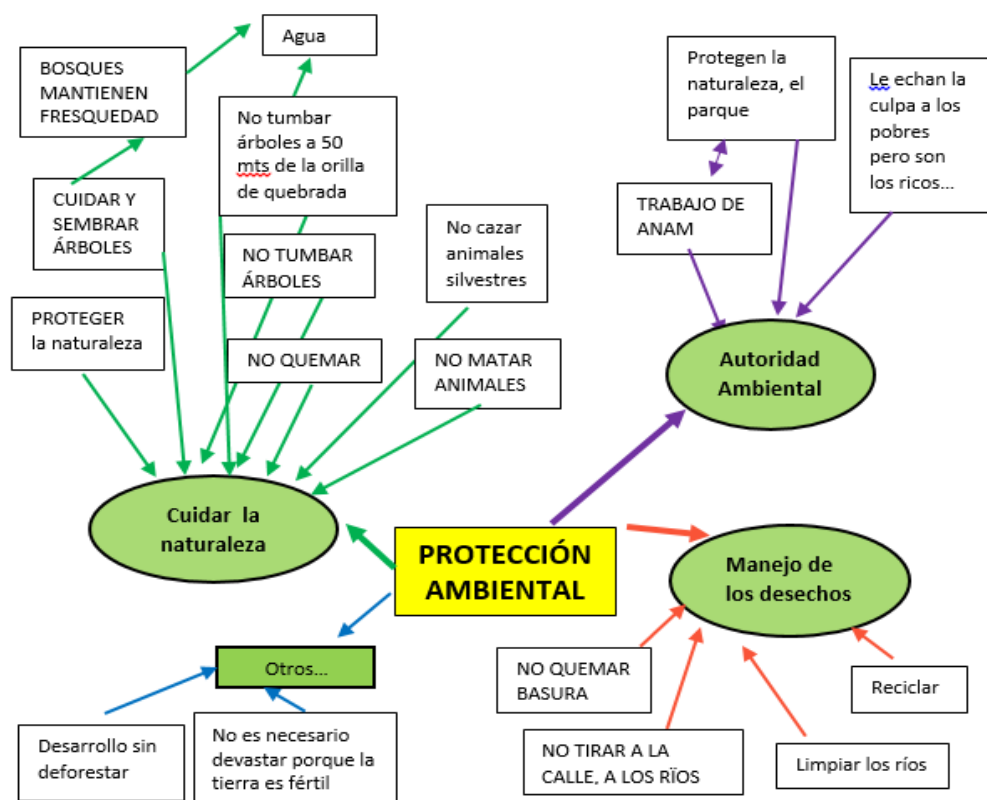 Agua
BOSQUES
MANTIENEN
FRESQUEDAD
No tumbar
árboles a 50
mts de la orilla
de quebrada
CUIDAR Y
SEMBRAR
ÁRBOLES
NO TUMBAR
ÁRBOLES
No cazar
animales
silvestres
PROTEGER
la naturaleza
NO QUEMAR
NO MATAR
ANIMALES
Cuidar la
naturaleza
Protegen la
naturaleza, el
parque
Le echan la
culpa a los
pobres
pero son
los ricos...
TRABAJO DE
ANAM
Autoridad
Ambiental
PROTECCIÓN
AMBIENTAL
Manejo de
los desechos
Otros...
NO QUEMAR
BASURA
Reciclar
Desarrollo sin
deforestar
No es necesario
devastar porque la
tierra es fértil
NO TIRAR A LA
CALLE, A LOS RÏOS
Limpiar los ríos